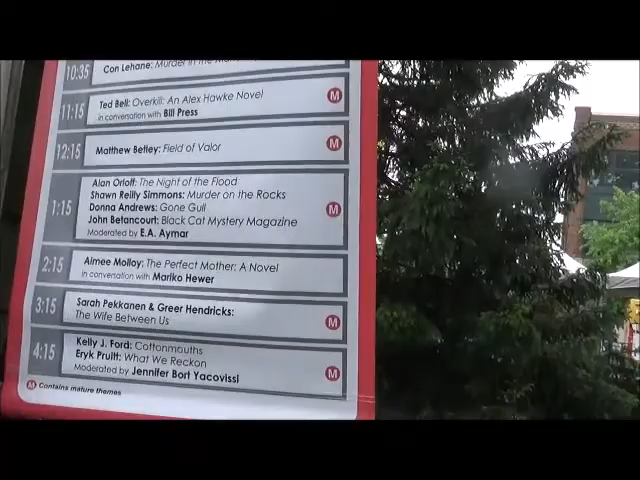 10:35 Con Lehane: Murder in the
11:15 Ted Bell: Overkill: An Alex Hawke Novel M
in conversation with Bill Press
12:15 Matthew Betley: Field of Valor M
Alan Orloff: The Night of the Flood
Shawn Reilly Simmons: Murder on the Rocks
1:15 Donna Andrews: Gone Gull M
John Betancourt: Black Cat Mystery Magazine
Moderated by E.A. Aymar
2:15 Aimee Molloy: The Perfect Mother: A Novel
in conversation with Mariko Hewer
3:15 Sarah Pekkanen & Greer Hendricks: M
The Wife Between Us
Kelly J. Ford: Cottonmouths
4:15 Eryk Pruitt: What We Reckon M
Moderated by Jennifer Bort Yacovissi
M Contains mature themes